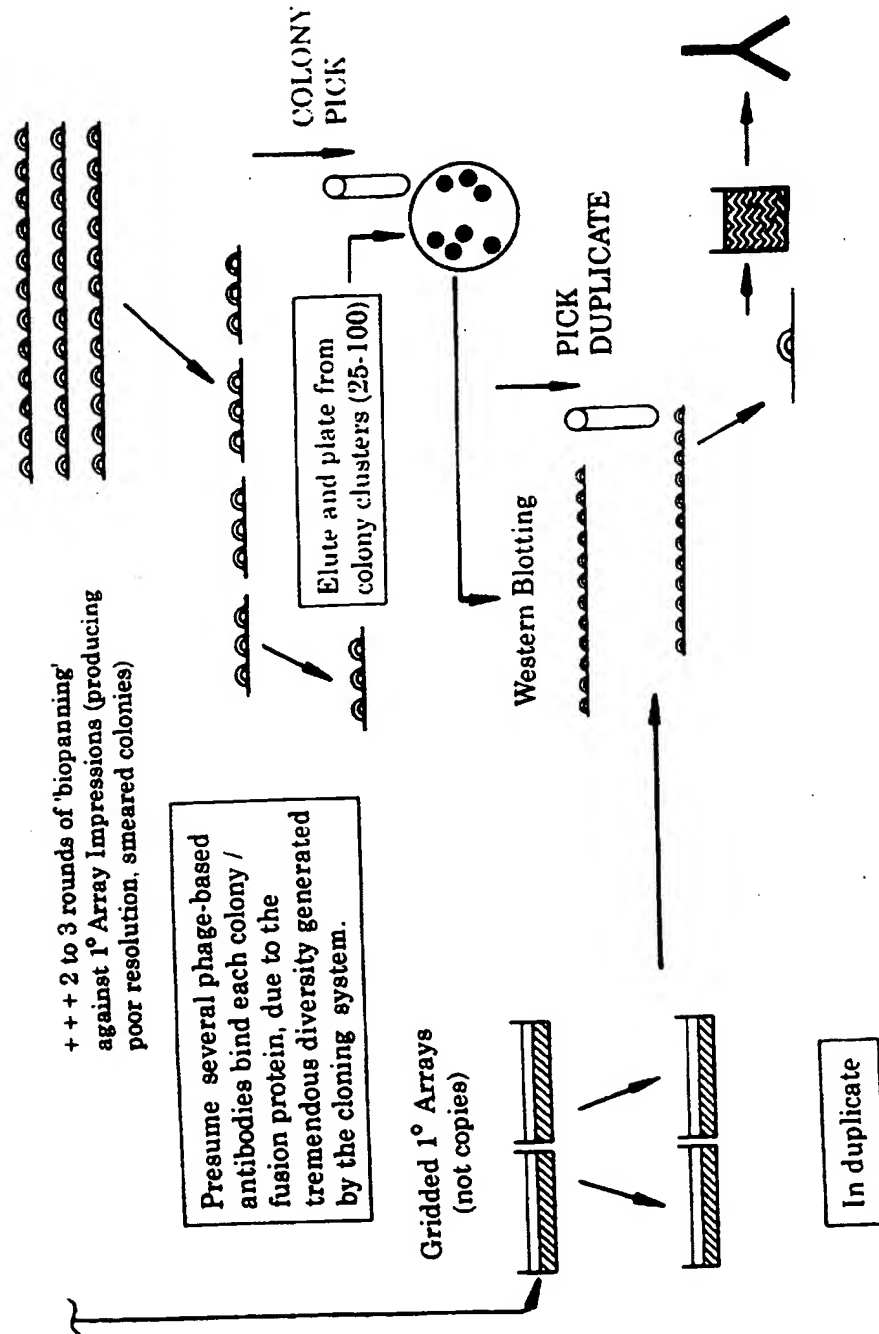 + + + 2 to 3 rounds of 'biopanning'
against 1° Array Impressions (producing
poor resolution, smeared colonies)
Presume several phage-based
antibodies bind each colony /
fusion protein, due to the
tremendous diversity generated
by the cloning system.
Elute and plate from
colony clusters (25-100)
COLONY
PICK
Gridded 1° Arrays
(not copies)
Western Blotting
PICK
DUPLICATE
In duplicate